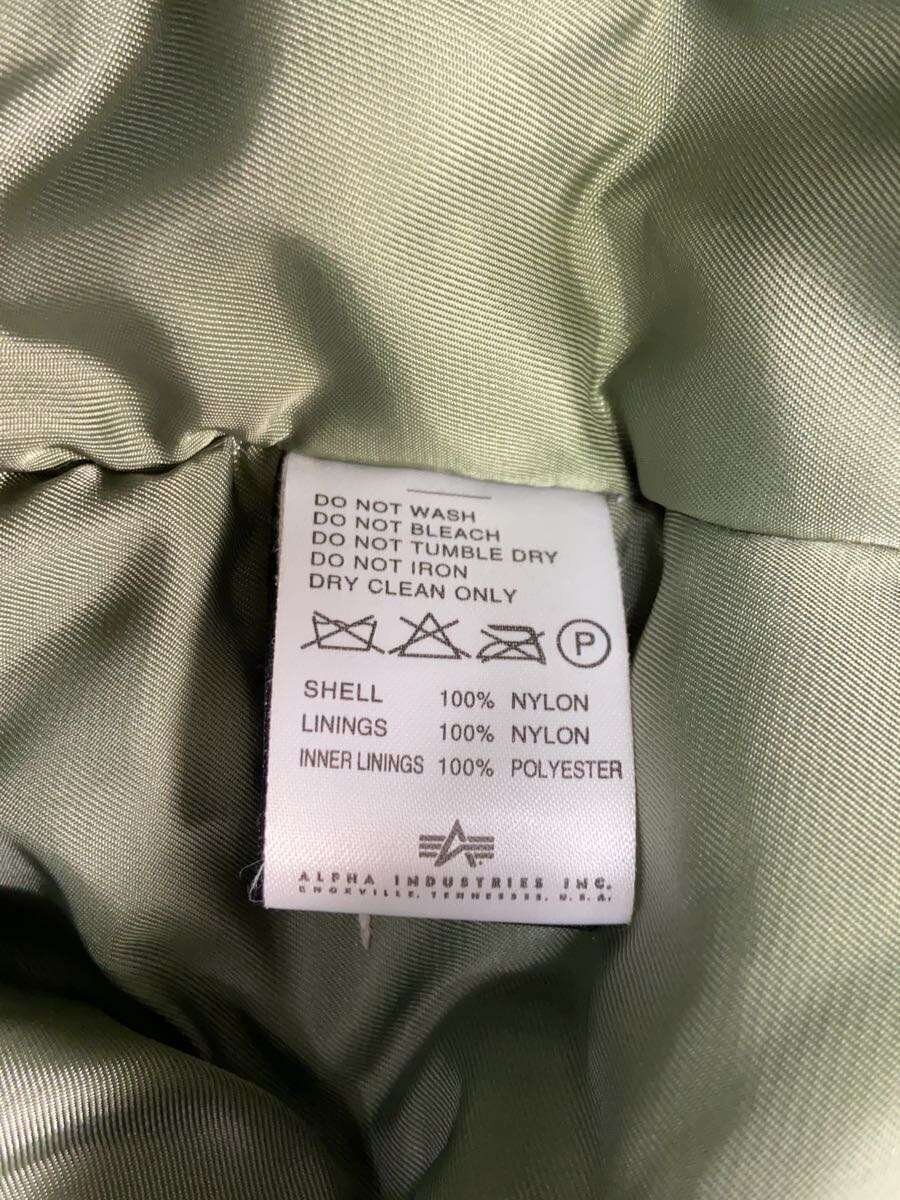 DO NOT WASH
DO NOT BLEACH
DO NOT TUMBLE DRY
DO NOT IRON
DRY CLEAN ONLY
P
SHELL 100% NYLON
LININGS 100% NYLON
INNER LININGS 100% POLYESTER
ALPHA INDUSTRIES INC.
KNOXVILLE, TENNESSEE, U.S.A.